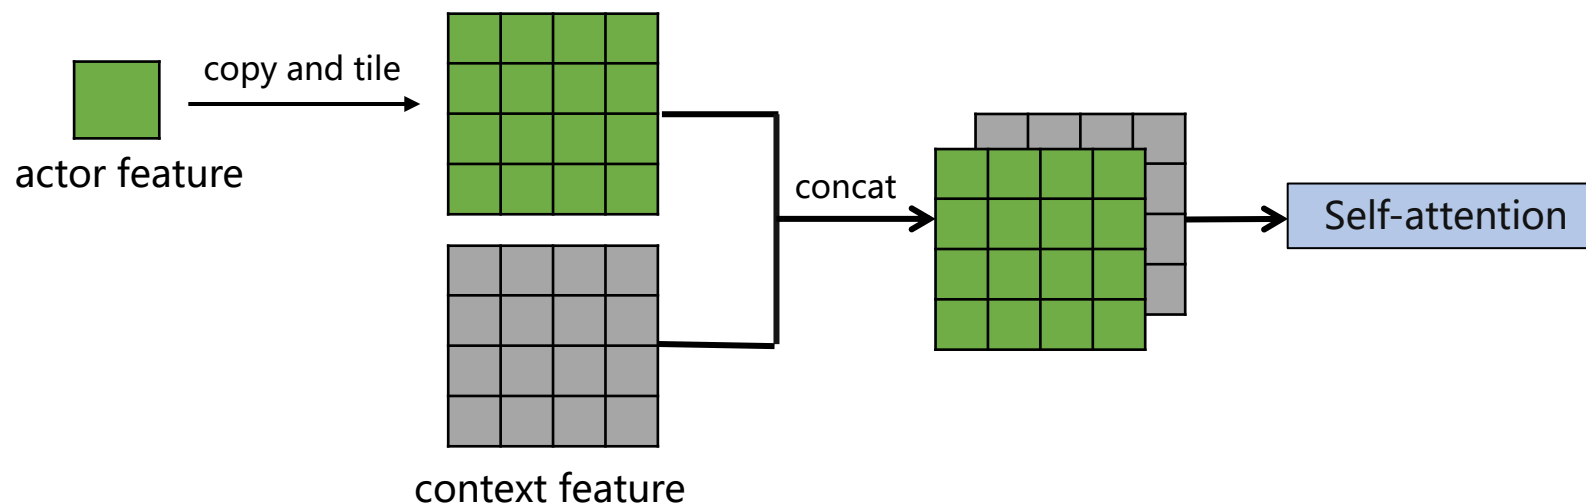 copy and tile
actor feature
concat
Self-attention
context feature